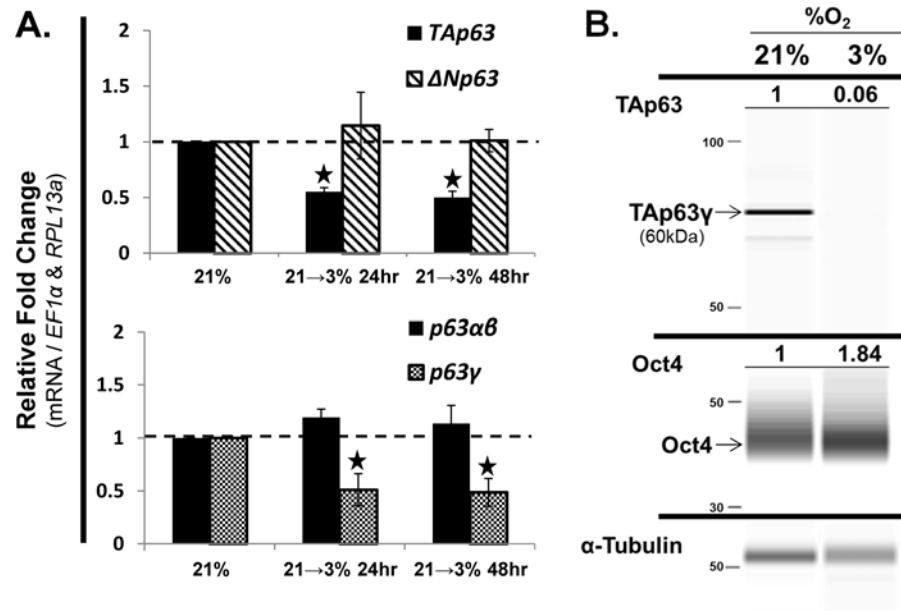 A.
Relative Fold Change
(mRNA / EF1α & RPL13a)
2
1.5
1
0.5
0
TAp63
ΔNp63
★
★
21%
21→3% 24hr
21→3% 48hr
2
1.5
1
0.5
0
p63αβ
p63γ
★
★
21%
21→3% 24hr
21→3% 48hr
B.
%O₂
21% 3%
TAp63 1 0.06
100
TAp63γ→
(60kDa)
50
Oct4 1 1.84
50
Oct4→
30
α-Tubulin
50